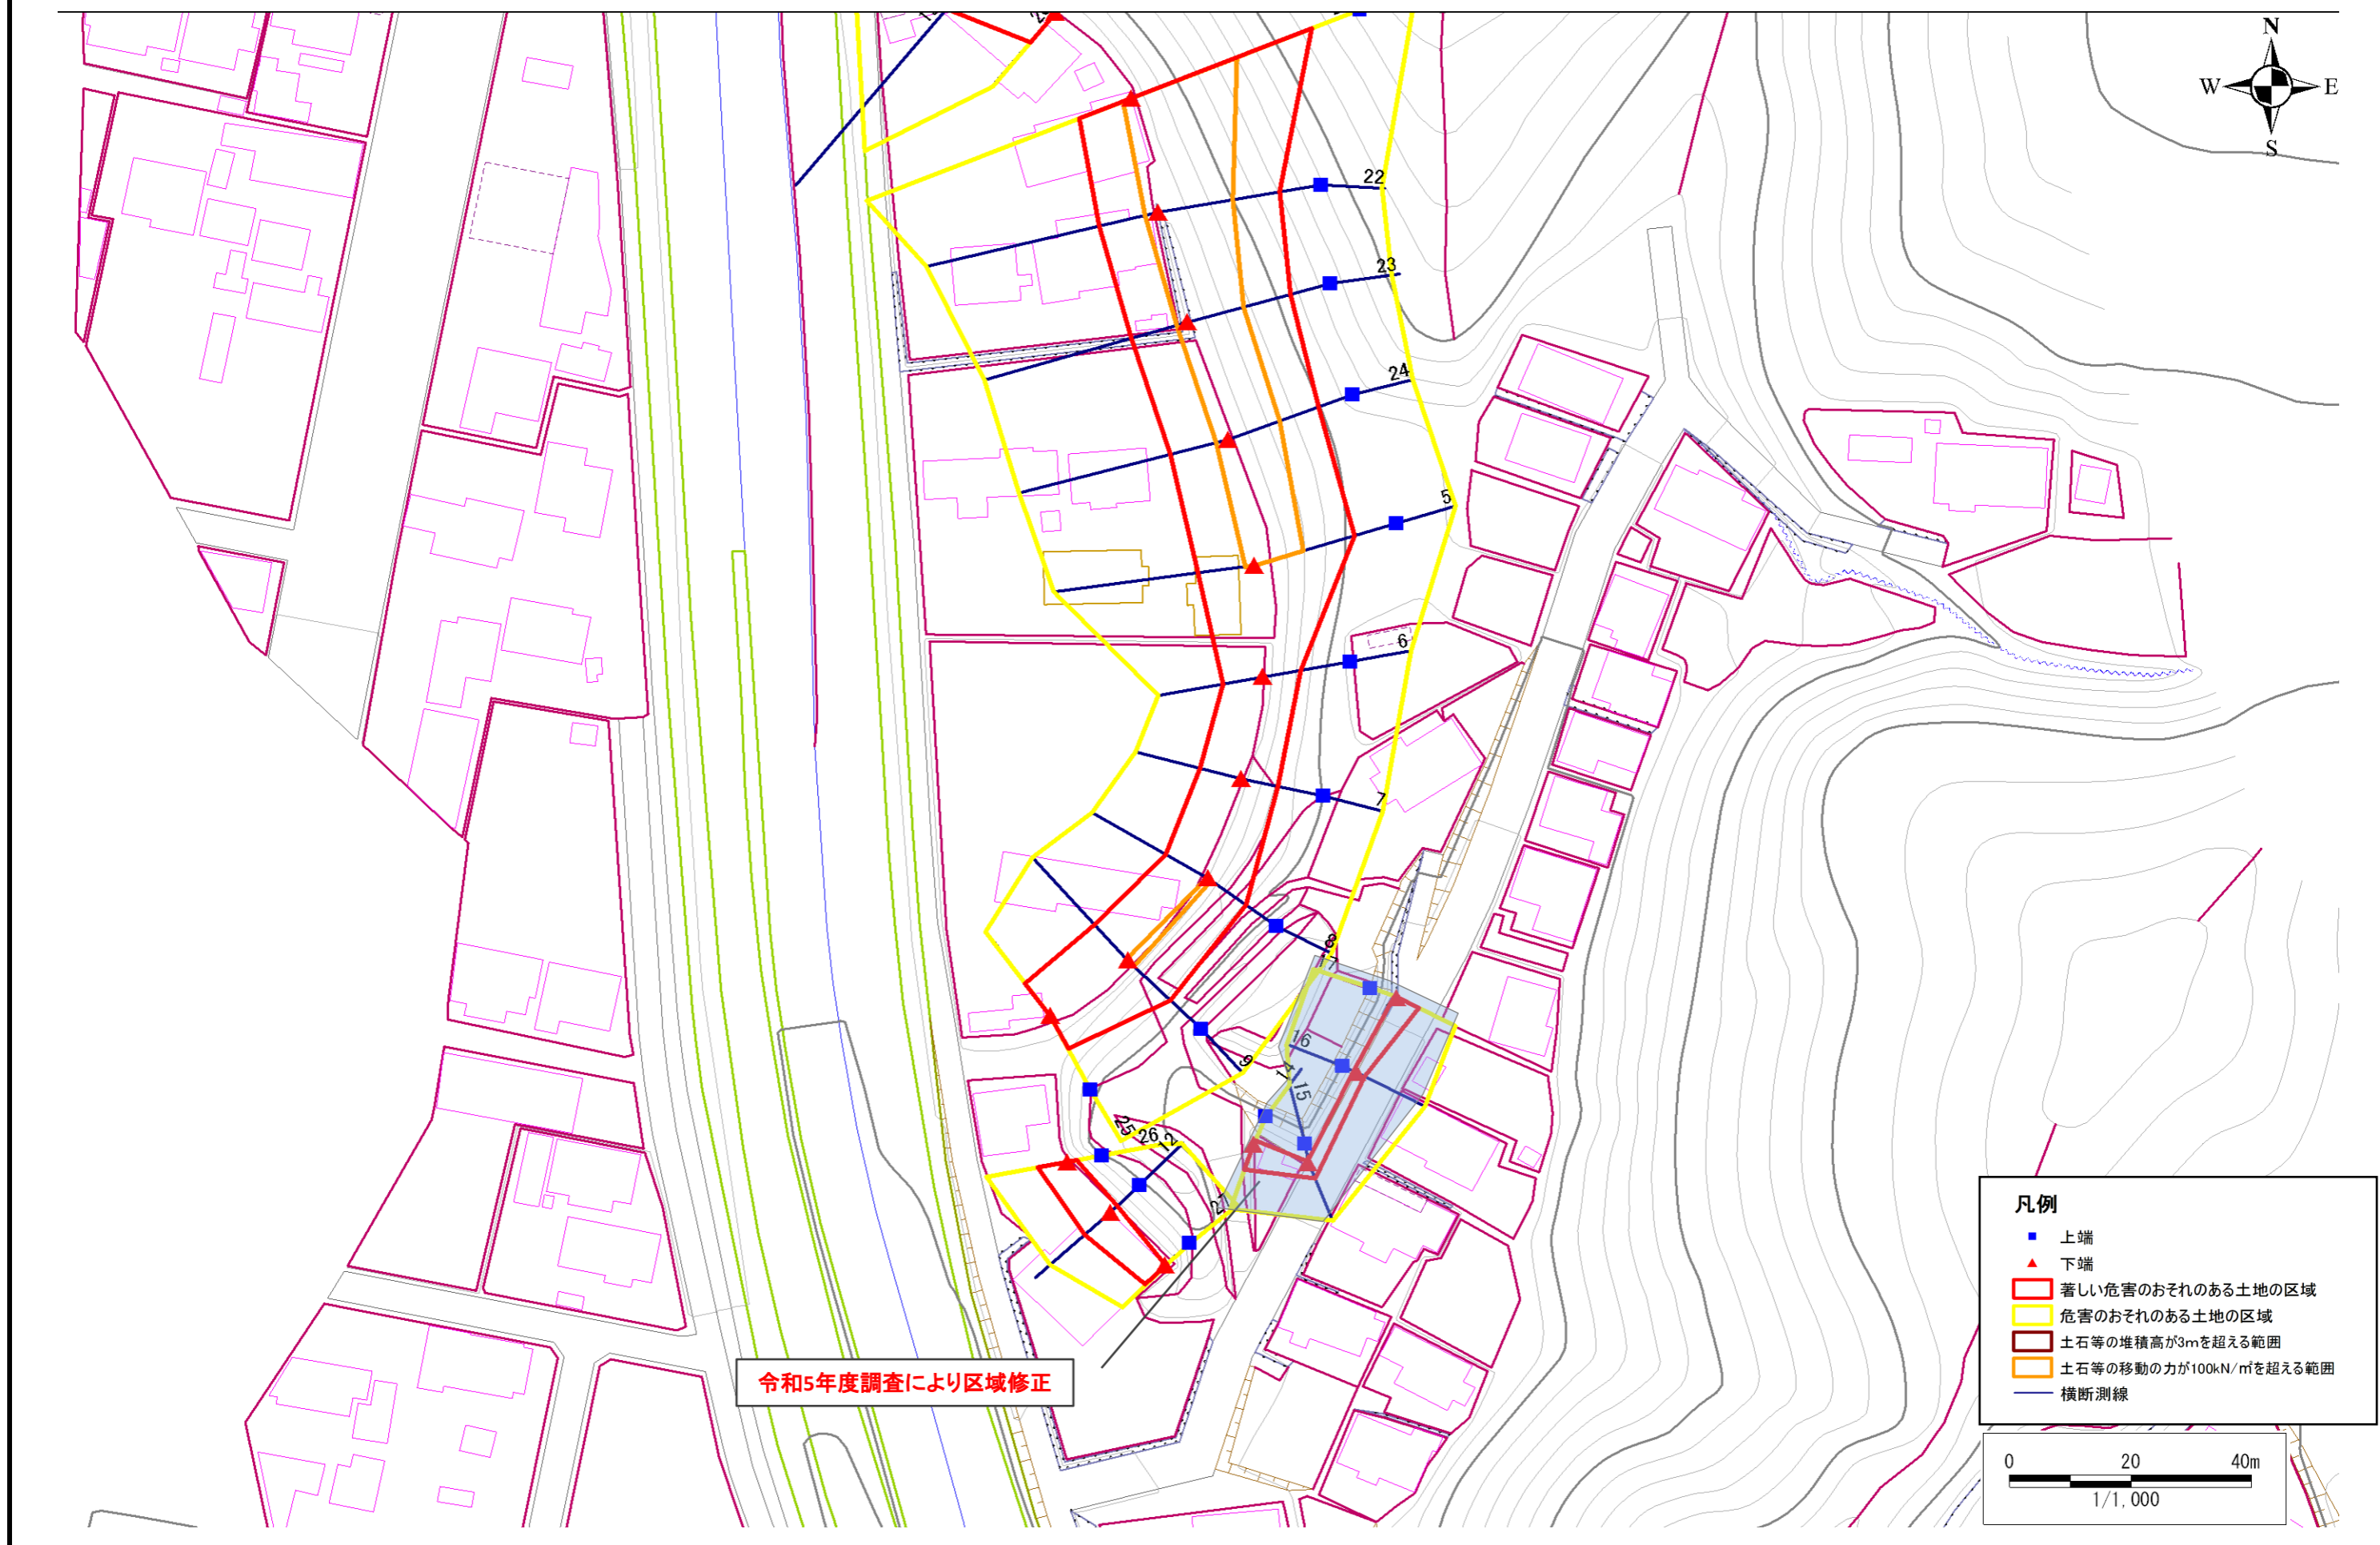 N
W
E
S
22
23
24
5
6
7
8
9
16
14
15
25
26
12
27
令和5年度調査により区域修正
凡例
上端
下端
著しい危害のおそれのある土地の区域
危害のおそれのある土地の区域
土石等の堆積高が3mを超える範囲
土石等の移動の力が100kN/㎡を超える範囲
横断測線
0 20 40m
1/1,000